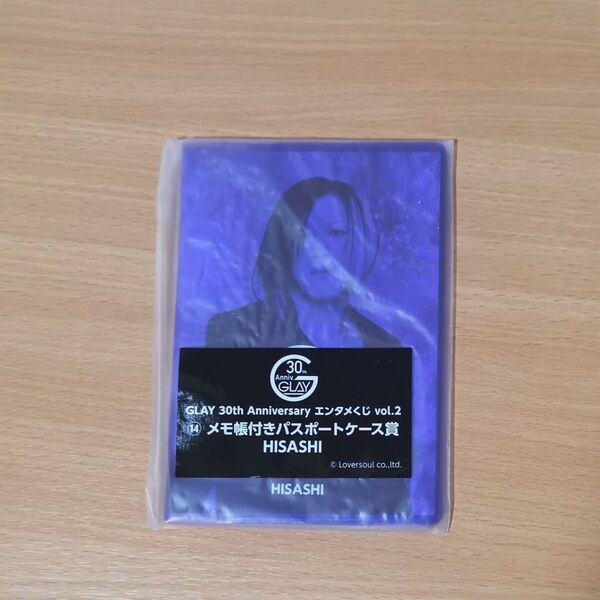 30th
Anniv
GLAY
GLAY 30th Anniversary エンタメくじ vol.2
14 メモ帳付きパスポートケース賞
HISASHI
© Loversoul co.,ltd.
HISASHI